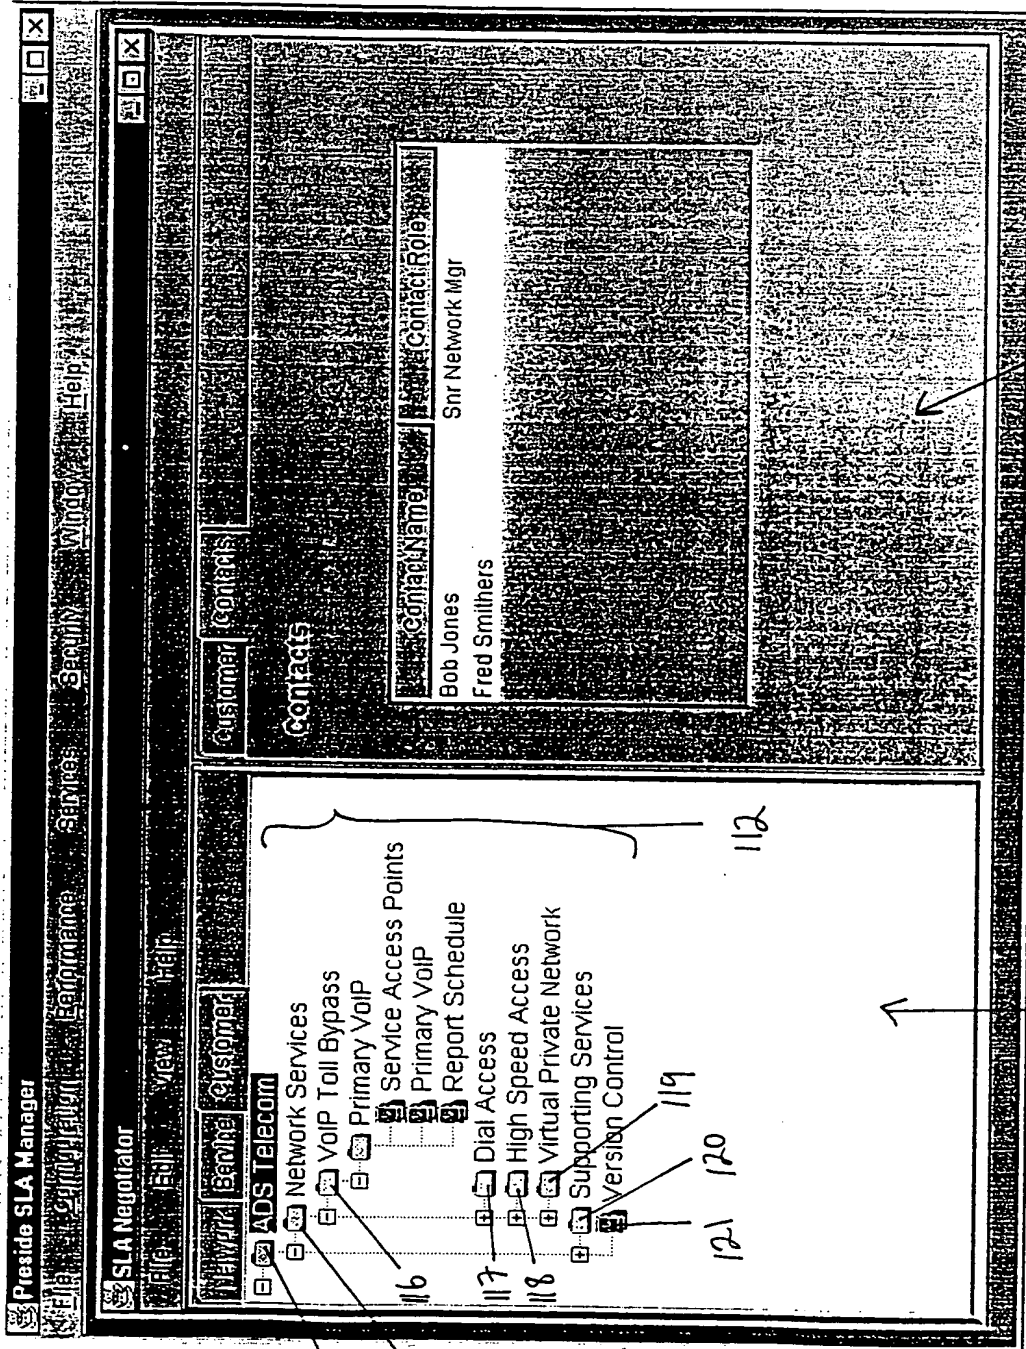 Preside SLA Manager
File Configuration Performance Services Security Window Help
SLA Negotiator
File Edit View Help
Network Service Customer
ADS Telecom
Network Services
VoIP Toll Bypass
Primary VoIP
Service Access Points
Primary VoIP
Report Schedule
Dial Access
High Speed Access
Virtual Private Network
Supporting Services
Version Control
112
116
117
118
119
120
121
Customer Contacts
Contacts
Contact Name Contact Role
Bob Jones Snr Network Mgr
Fred Smithers